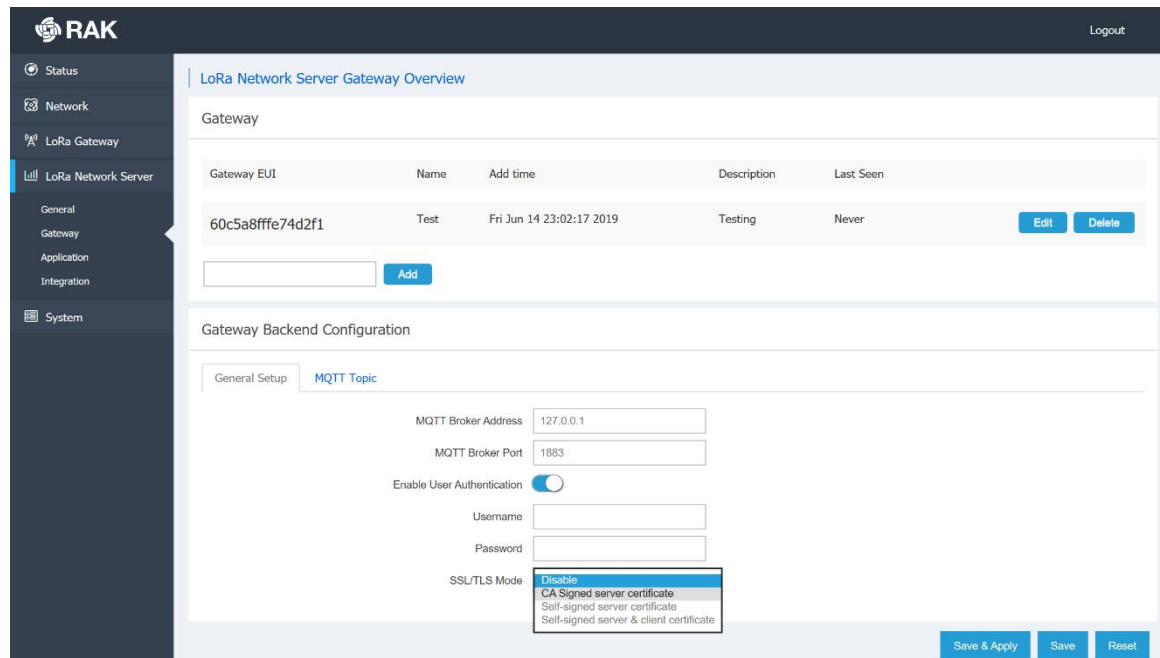 RAK
Logout
Status
Network
LoRa Gateway
LoRa Network Server
General
Gateway
Application
Integration
System
LoRa Network Server Gateway Overview
Gateway
Gateway EUI Name Add time Description Last Seen
60c5a8fffe74d2f1 Test Fri Jun 14 23:02:17 2019 Testing Never Edit Delete
Add
Gateway Backend Configuration
General Setup MQTT Topic
MQTT Broker Address 127.0.0.1
MQTT Broker Port 1883
Enable User Authentication
Username
Password
SSL/TLS Mode Disable
CA Signed server certificate
Self-signed server certificate
Self-signed server & client certificate
Save & Apply Save Reset